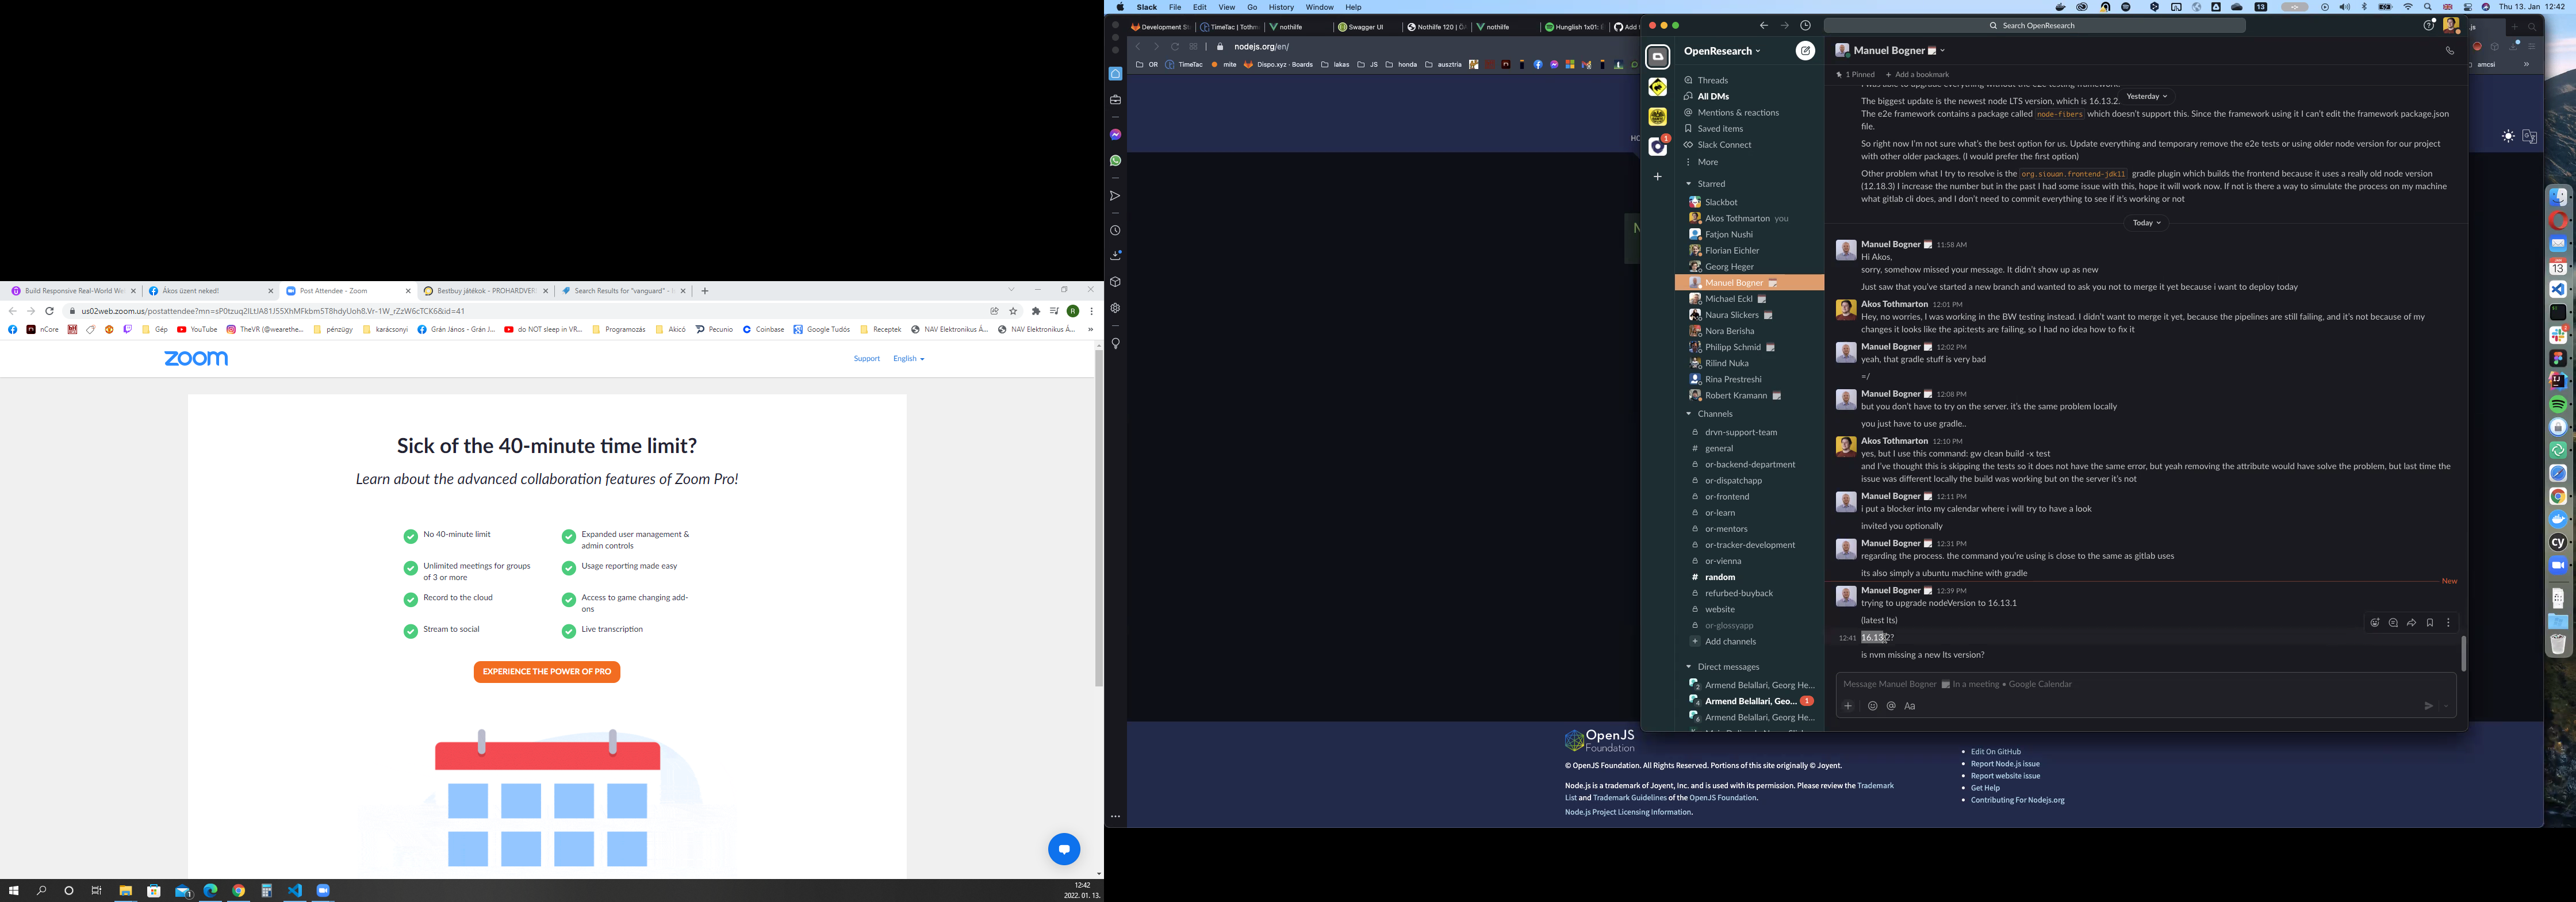 Build Responsive Real-World We
Ákos üzent neked!
Post Attendee - Zoom
Bestbuy játékok - PROHARDVER!
Search Results for "vanguard" -
us02web.zoom.us/postattendee?mn=sP0tzuq2ILtJA81J55XhMFkbm5T8hdyUoh8.Vr-1W_rZzW6cTCK6&id=41
nCore
Gép
YouTube
TheVR (@wearethe...
pénzügy
karácsonyi
Grán János - Grán J...
do NOT sleep in VR...
Programozás
Akició
Pecunio
Coinbase
Google Tudós
Receptek
NAV Elektronikus Á...
NAV Elektronikus Á...
zoom
Support
English
Sick of the 40-minute time limit?
Learn about the advanced collaboration features of Zoom Pro!
No 40-minute limit
Expanded user management &
admin controls
Unlimited meetings for groups
of 3 or more
Usage reporting made easy
Record to the cloud
Access to game changing add-
ons
Stream to social
Live transcription
EXPERIENCE THE POWER OF PRO
12:42
2022. 01. 13.
Slack File Edit View Go History Window Help
13
Thu 13. Jan 12:42
Development St
TimeTac | Tothm
nothilfe
Swagger UI
Nothilfe 120 | Ö
nothilfe
Hunglish 1x01: E
Add
nodejs.org/en/
OR
TimeTac
mite
Dispo.xyz · Boards
lakas
JS
honda
ausztria
amcsi
HO
N
OpenJS
Foundation
© OpenJS Foundation. All Rights Reserved. Portions of this site originally © Joyent.
Node.js is a trademark of Joyent, Inc. and is used with its permission. Please review the Trademark
List and Trademark Guidelines of the OpenJS Foundation.
Node.js Project Licensing Information.
Edit On GitHub
Report Node.js issue
Report website issue
Get Help
Contributing For Nodejs.org
Search OpenResearch
OpenResearch
Threads
All DMs
Mentions & reactions
Saved items
Slack Connect
More
Starred
Slackbot
Akos Tothmarton you
Fatjon Nushi
Florian Eichler
Georg Heger
Manuel Bogner
Michael Eckl
Naura Slickers
Nora Berisha
Philipp Schmid
Rilind Nuka
Rina Prestreshi
Robert Kramann
Channels
drvn-support-team
general
or-backend-department
or-dispatchapp
or-frontend
or-learn
or-mentors
or-tracker-development
or-vienna
random
refurbed-buyback
website
or-glossyapp
Add channels
Direct messages
Armend Belallari, Georg He...
Armend Belallari, Geo... 1
Armend Belallari, Georg He...
Manuel Bogner
1 Pinned + Add a bookmark
Yesterday
The biggest update is the newest node LTS version, which is 16.13.2.
The e2e framework contains a package called node-fibers which doesn't support this. Since the framework using it I can't edit the framework package.json
file.
So right now I'm not sure what's the best option for us. Update everything and temporary remove the e2e tests or using older node version for our project
with other older packages. (I would prefer the first option)
Other problem what I try to resolve is the org.siouan.frontend-jdk11 gradle plugin which builds the frontend because it uses a really old node version
(12.18.3) I increase the number but in the past I had some issue with this, hope it will work now. If not is there a way to simulate the process on my machine
what gitlab cli does, and I don't need to commit everything to see if it's working or not
Today
Manuel Bogner 11:58 AM
Hi Akos,
sorry, somehow missed your message. It didn't show up as new
Just saw that you've started a new branch and wanted to ask you not to merge it yet because i want to deploy today
Akos Tothmarton 12:01 PM
Hey, no worries, I was working in the BW testing instead. I didn't want to merge it yet, because the pipelines are still failing, and it's not because of my
changes it looks like the api:tests are failing, so I had no idea how to fix it
Manuel Bogner 12:02 PM
yeah, that gradle stuff is very bad
=/
Manuel Bogner 12:08 PM
but you don't have to try on the server. it's the same problem locally
you just have to use gradle..
Akos Tothmarton 12:10 PM
yes, but I use this command: gw clean build -x test
and I've thought this is skipping the tests so it does not have the same error, but yeah removing the attribute would have solve the problem, but last time the
issue was different locally the build was working but on the server it's not
Manuel Bogner 12:11 PM
i put a blocker into my calendar where i will try to have a look
invited you optionally
Manuel Bogner 12:31 PM
regarding the process. the command you're using is close to the same as gitlab uses
its also simply a ubuntu machine with gradle
New
Manuel Bogner 12:39 PM
trying to upgrade nodeVersion to 16.13.1
(latest lts)
12:41 16.13.2?
is nvm missing a new lts version?
Message Manuel Bogner In a meeting • Google Calendar
Aa